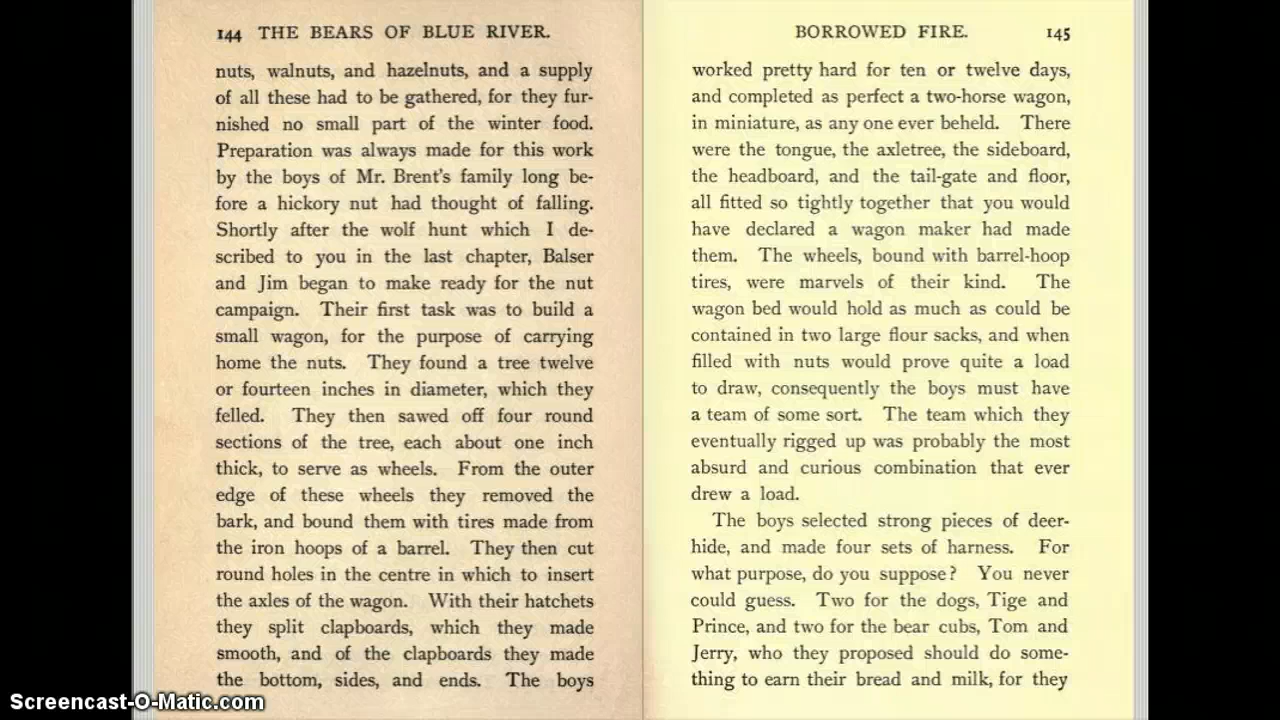 144 THE BEARS OF BLUE RIVER.
nuts, walnuts, and hazelnuts, and a supply
of all these had to be gathered, for they fur-
nished no small part of the winter food.
Preparation was always made for this work
by the boys of Mr. Brent's family long be-
fore a hickory nut had thought of falling.
Shortly after the wolf hunt which I de-
scribed to you in the last chapter, Balser
and Jim began to make ready for the nut
campaign. Their first task was to build a
small wagon, for the purpose of carrying
home the nuts. They found a tree twelve
or fourteen inches in diameter, which they
felled. They then sawed off four round
sections of the tree, each about one inch
thick, to serve as wheels. From the outer
edge of these wheels they removed the
bark, and bound them with tires made from
the iron hoops of a barrel. They then cut
round holes in the centre in which to insert
the axles of the wagon. With their hatchets
they split clapboards, which they made
smooth, and of the clapboards they made
the bottom, sides, and ends. The boys
BORROWED FIRE. 145
worked pretty hard for ten or twelve days,
and completed as perfect a two-horse wagon,
in miniature, as any one ever beheld. There
were the tongue, the axletree, the sideboard,
the headboard, and the tail-gate and floor,
all fitted so tightly together that you would
have declared a wagon maker had made
them. The wheels, bound with barrel-hoop
tires, were marvels of their kind. The
wagon bed would hold as much as could be
contained in two large flour sacks, and when
filled with nuts would prove quite a load
to draw, consequently the boys must have
a team of some sort. The team which they
eventually rigged up was probably the most
absurd and curious combination that ever
drew a load.
The boys selected strong pieces of deer-
hide, and made four sets of harness. For
what purpose, do you suppose? You never
could guess. Two for the dogs, Tige and
Prince, and two for the bear cubs, Tom and
Jerry, who they proposed should do some-
thing to earn their bread and milk, for they
Screencast-O-Matic.com